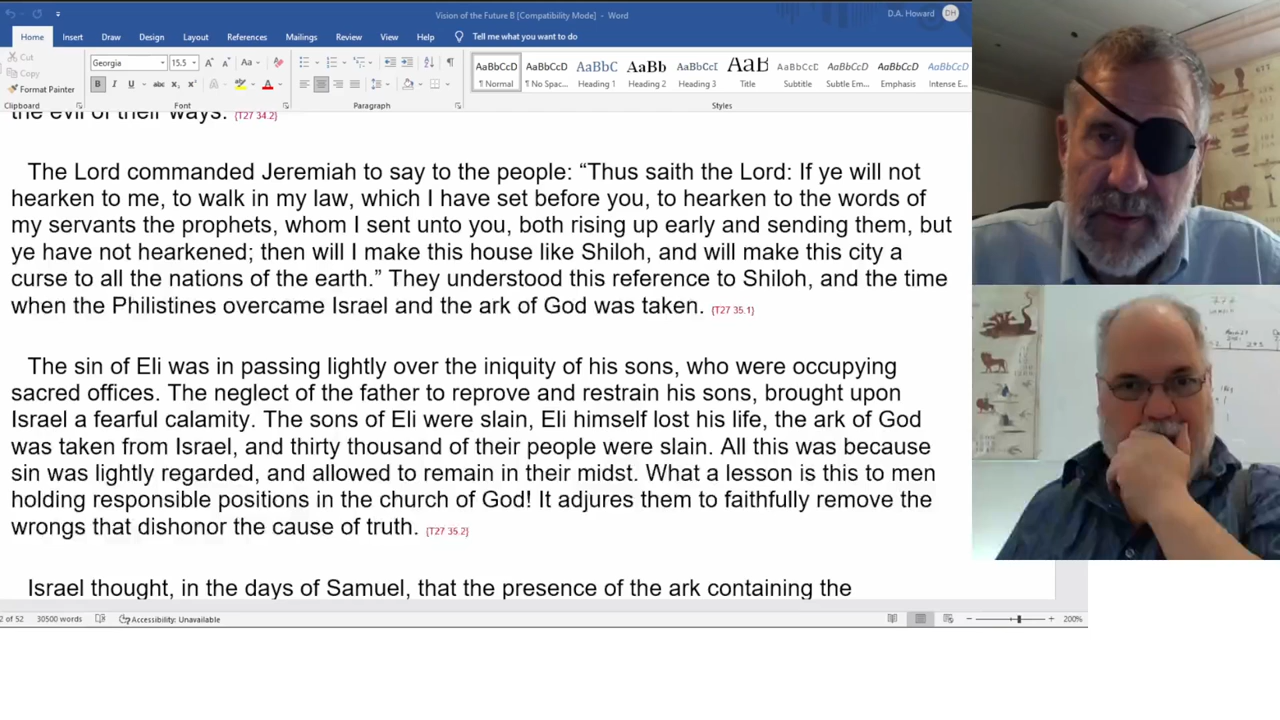 Vision of the Future B [Compatibility Mode] - Word
D.A. Howard DH
Home Insert Draw Design Layout References Mailings Review View Help Tell me what you want to do
Cut
Copy
Format Painter
Georgia 15.5
AaBbCcD AaBbCcD AaBbC AaBb AaBbCcI AaB AaBbCcD AaBbCcD AaBbCcD AaBbCcD
¶ Normal ¶ No Spac... Heading 1 Heading 2 Heading 3 Title Subtitle Subtle Em... Emphasis Intense E...
Clipboard Font Paragraph Styles
the evil of their ways. {T27 34.2}
The Lord commanded Jeremiah to say to the people: “Thus saith the Lord: If ye will not
hearken to me, to walk in my law, which I have set before you, to hearken to the words of
my servants the prophets, whom I sent unto you, both rising up early and sending them, but
ye have not hearkened; then will I make this house like Shiloh, and will make this city a
curse to all the nations of the earth.” They understood this reference to Shiloh, and the time
when the Philistines overcame Israel and the ark of God was taken. {T27 35.1}
The sin of Eli was in passing lightly over the iniquity of his sons, who were occupying
sacred offices. The neglect of the father to reprove and restrain his sons, brought upon
Israel a fearful calamity. The sons of Eli were slain, Eli himself lost his life, the ark of God
was taken from Israel, and thirty thousand of their people were slain. All this was because
sin was lightly regarded, and allowed to remain in their midst. What a lesson is this to men
holding responsible positions in the church of God! It adjures them to faithfully remove the
wrongs that dishonor the cause of truth. {T27 35.2}
Israel thought, in the days of Samuel, that the presence of the ark containing the
2 of 52 30500 words Accessibility: Unavailable 200%